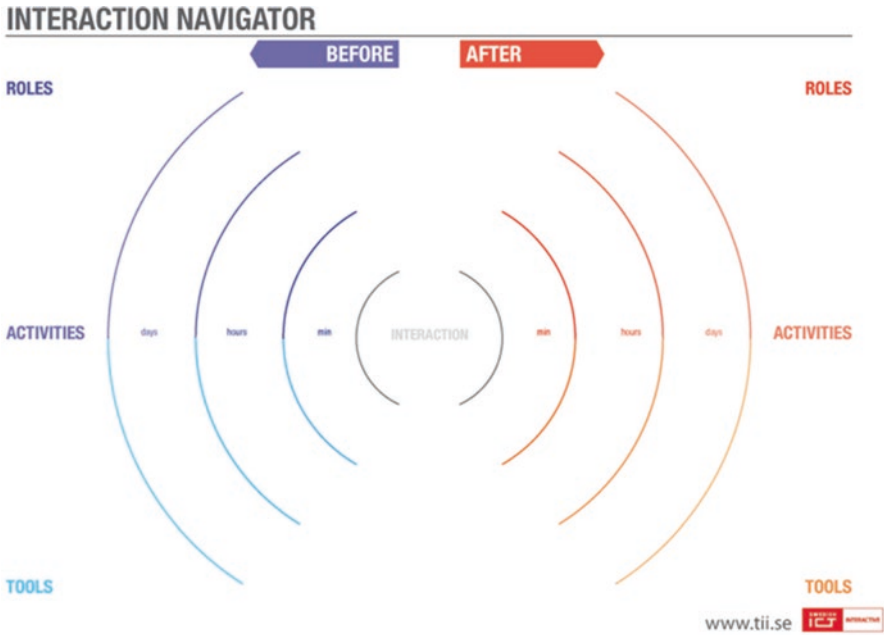 INTERACTION NAVIGATOR
BEFORE
AFTER
ROLES
ROLES
ACTIVITIES
days
hours
min
INTERACTION
min
hours
days
ACTIVITIES
TOOLS
TOOLS
www.tii.se
SWEDISH
ICT
INTERACTIVE